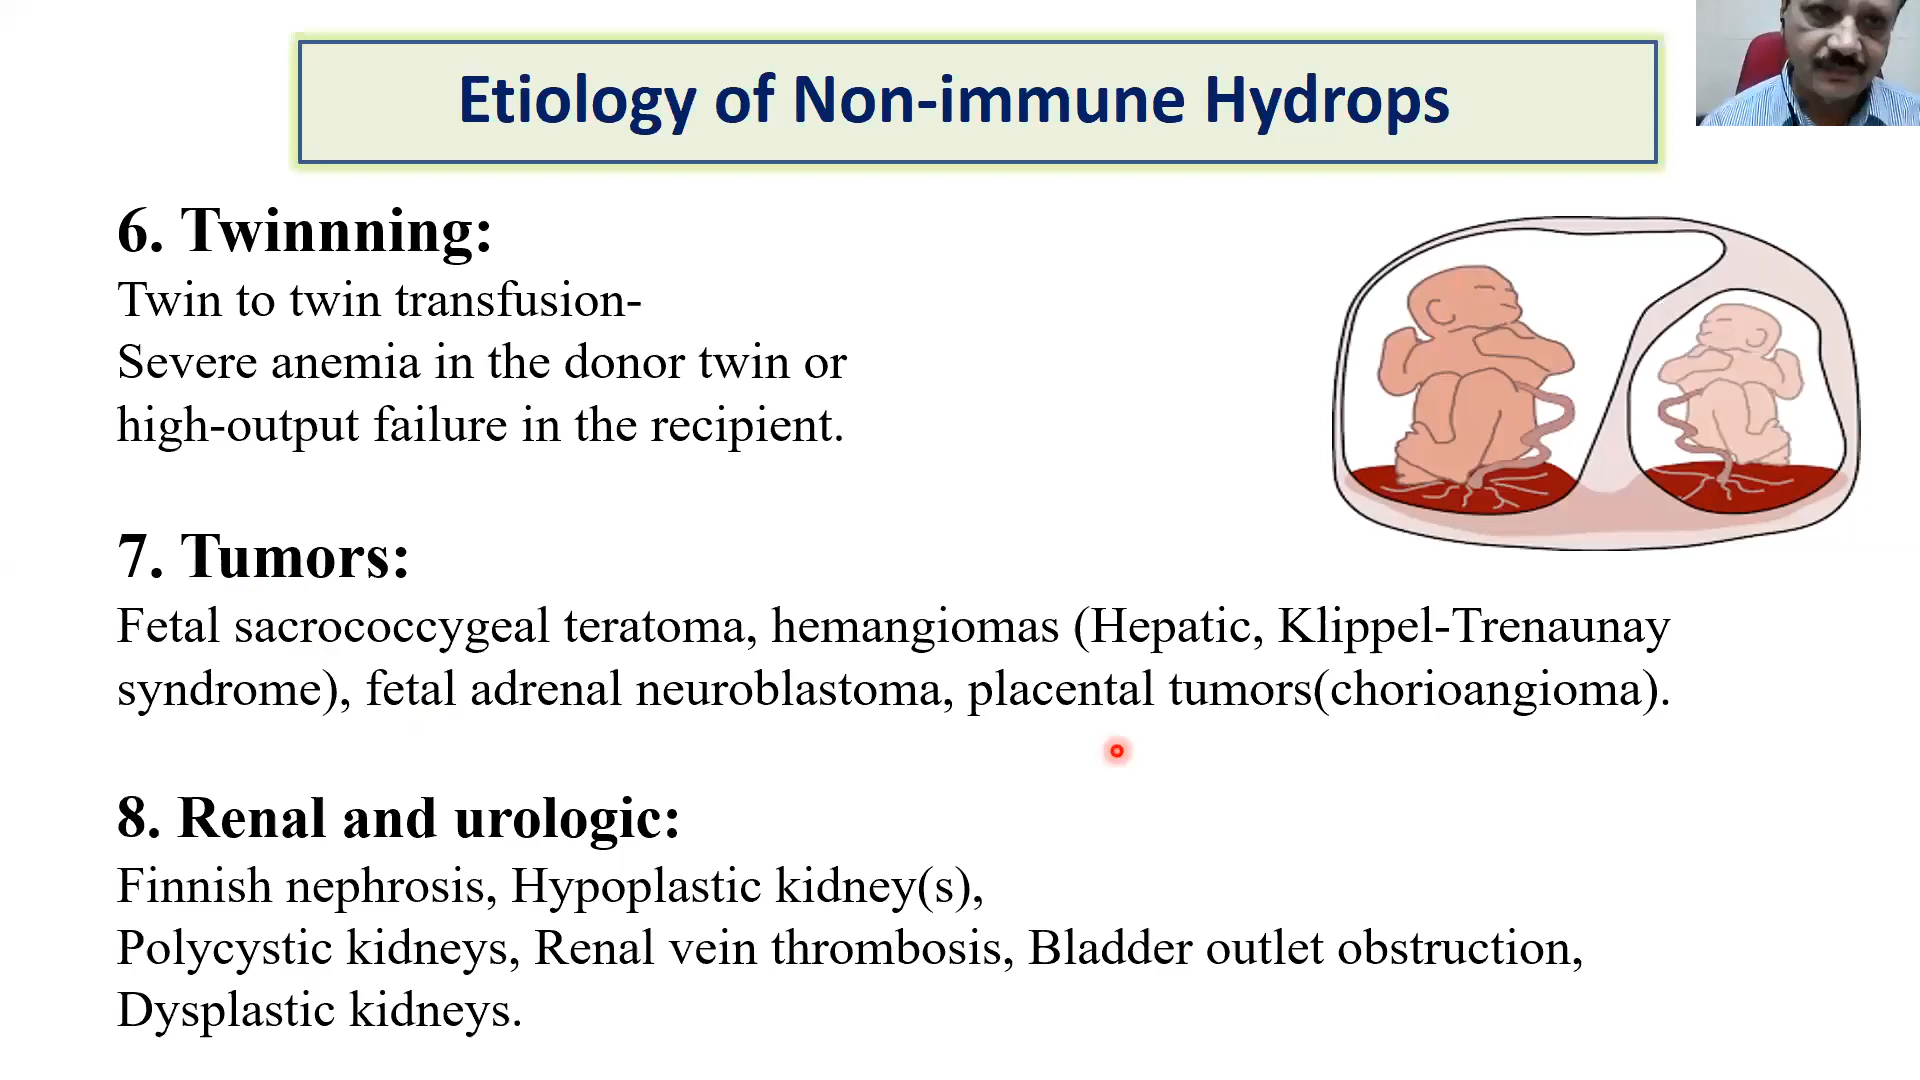 Etiology of Non-immune Hydrops
6. Twinnning:
Twin to twin transfusion-
Severe anemia in the donor twin or
high-output failure in the recipient.
7. Tumors:
Fetal sacrococcygeal teratoma, hemangiomas (Hepatic, Klippel-Trenaunay
syndrome), fetal adrenal neuroblastoma, placental tumors(chorioangioma).
8. Renal and urologic:
Finnish nephrosis, Hypoplastic kidney(s),
Polycystic kidneys, Renal vein thrombosis, Bladder outlet obstruction,
Dysplastic kidneys.